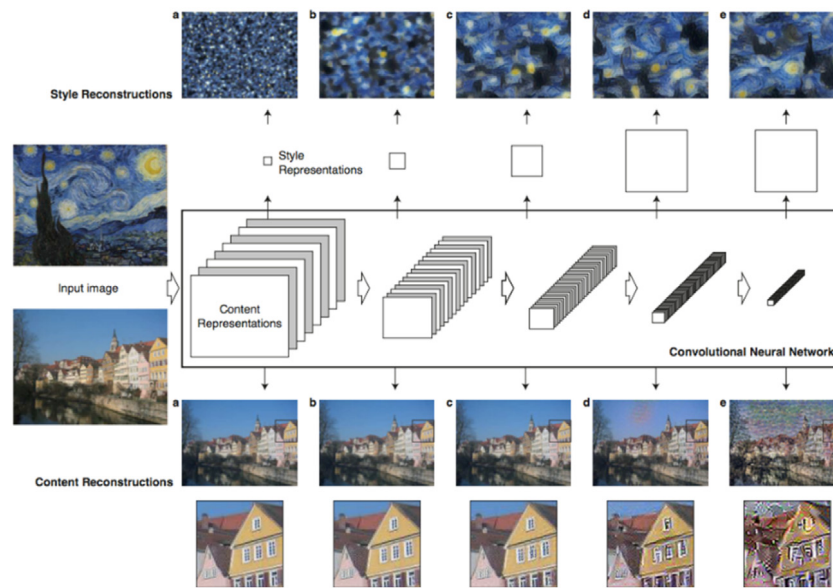 a b c d e
Style Reconstructions
Style
Representations
Input image
Content
Representations
Convolutional Neural Network
a b c d e
Content Reconstructions